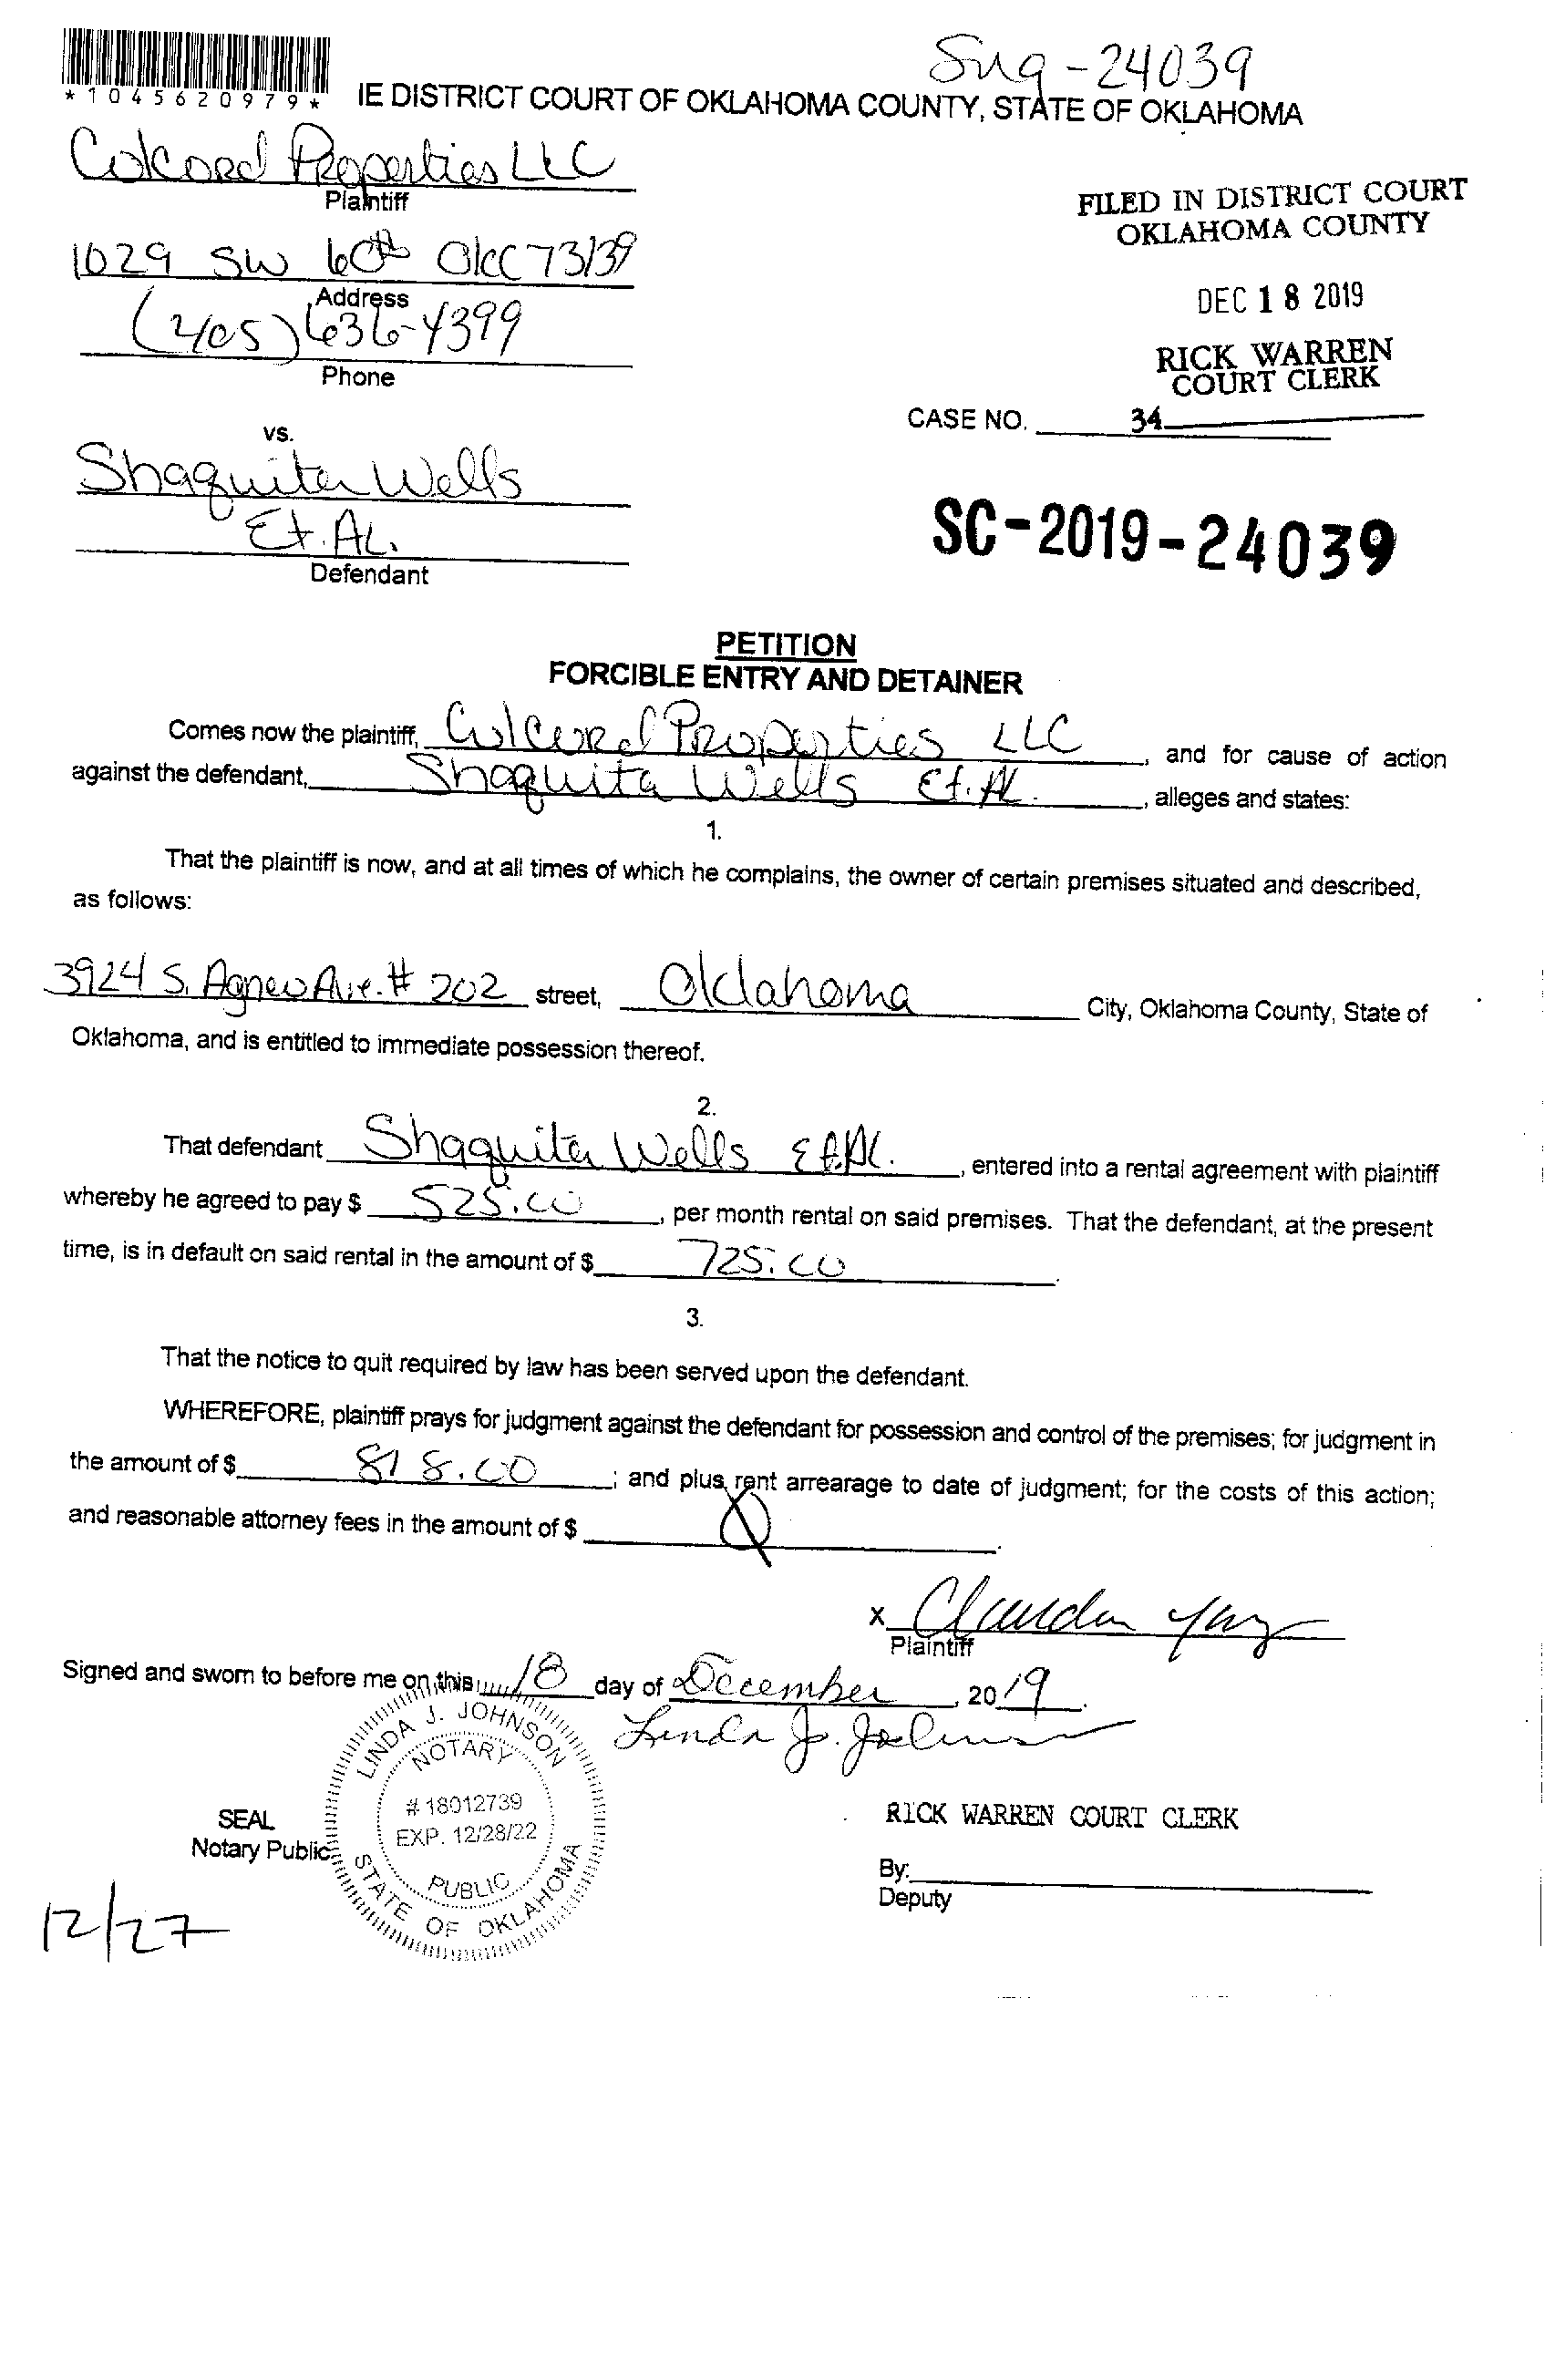 Sug-24039
*1045620979*
IE DISTRICT COURT OF OKLAHOMA COUNTY, STATE OF OKLAHOMA
Colcord Properties LLC
Plaintiff
FILED IN DISTRICT COURT
OKLAHOMA COUNTY
1029 SW 60th OKC 73139
Address
DEC 18 2019
(405) 636-4399
Phone
RICK WARREN
COURT CLERK
CASE NO. 34
vs.
Shaquita Wells
Et. AL.
Defendant
SC-2019-24039
PETITION
FORCIBLE ENTRY AND DETAINER
Comes now the plaintiff, Colcord Properties LLC, and for cause of action
against the defendant, Shaquita Wells Et. AL., alleges and states:
1.
That the plaintiff is now, and at all times of which he complains, the owner of certain premises situated and described,
as follows:
3924 S. Agnew Ave. # 202 street, Oklahoma City, Oklahoma County, State of
Oklahoma, and is entitled to immediate possession thereof.
2.
That defendant Shaquita Wells Et. AL., entered into a rental agreement with plaintiff
whereby he agreed to pay $ 525.00, per month rental on said premises. That the defendant, at the present
time, is in default on said rental in the amount of $ 725.00.
3.
That the notice to quit required by law has been served upon the defendant.
WHEREFORE, plaintiff prays for judgment against the defendant for possession and control of the premises; for judgment in
the amount of $ 818.00; and plus, rent arrearage to date of judgment; for the costs of this action;
and reasonable attorney fees in the amount of $
x
Plaintiff
Signed and sworn to before me on this 18 day of December, 2019.
Linda J. Johnson
LINDA J. JOHNSON
NOTARY
# 18012739
EXP. 12/28/22
PUBLIC
STATE OF OKLAHOMA
SEAL
Notary Public
RICK WARREN COURT CLERK
By:
Deputy
12/27